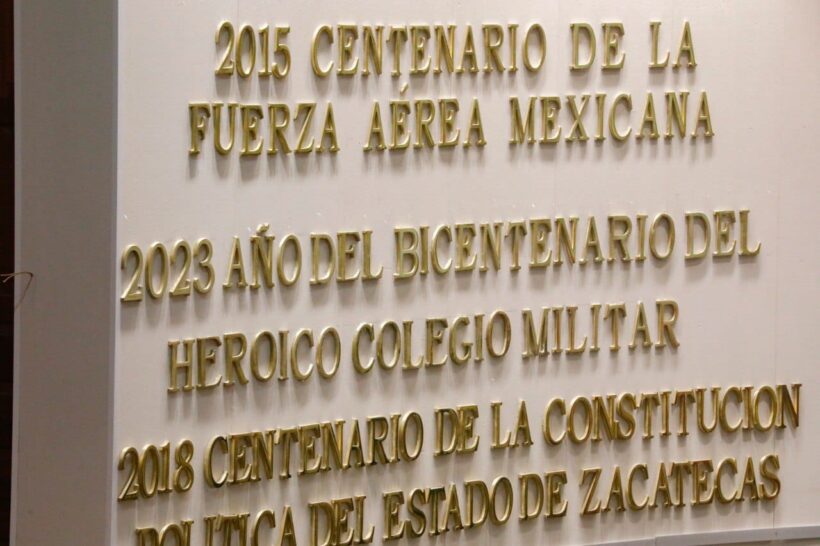 2015 CENTENARIO DE LA
FUERZA AÉREA MEXICANA
2023 AÑO DEL BICENTENARIO DEL
HEROICO COLEGIO MILITAR
2018 CENTENARIO DE LA CONSTITUCION
POLITICA DEL ESTADO DE ZACATECAS